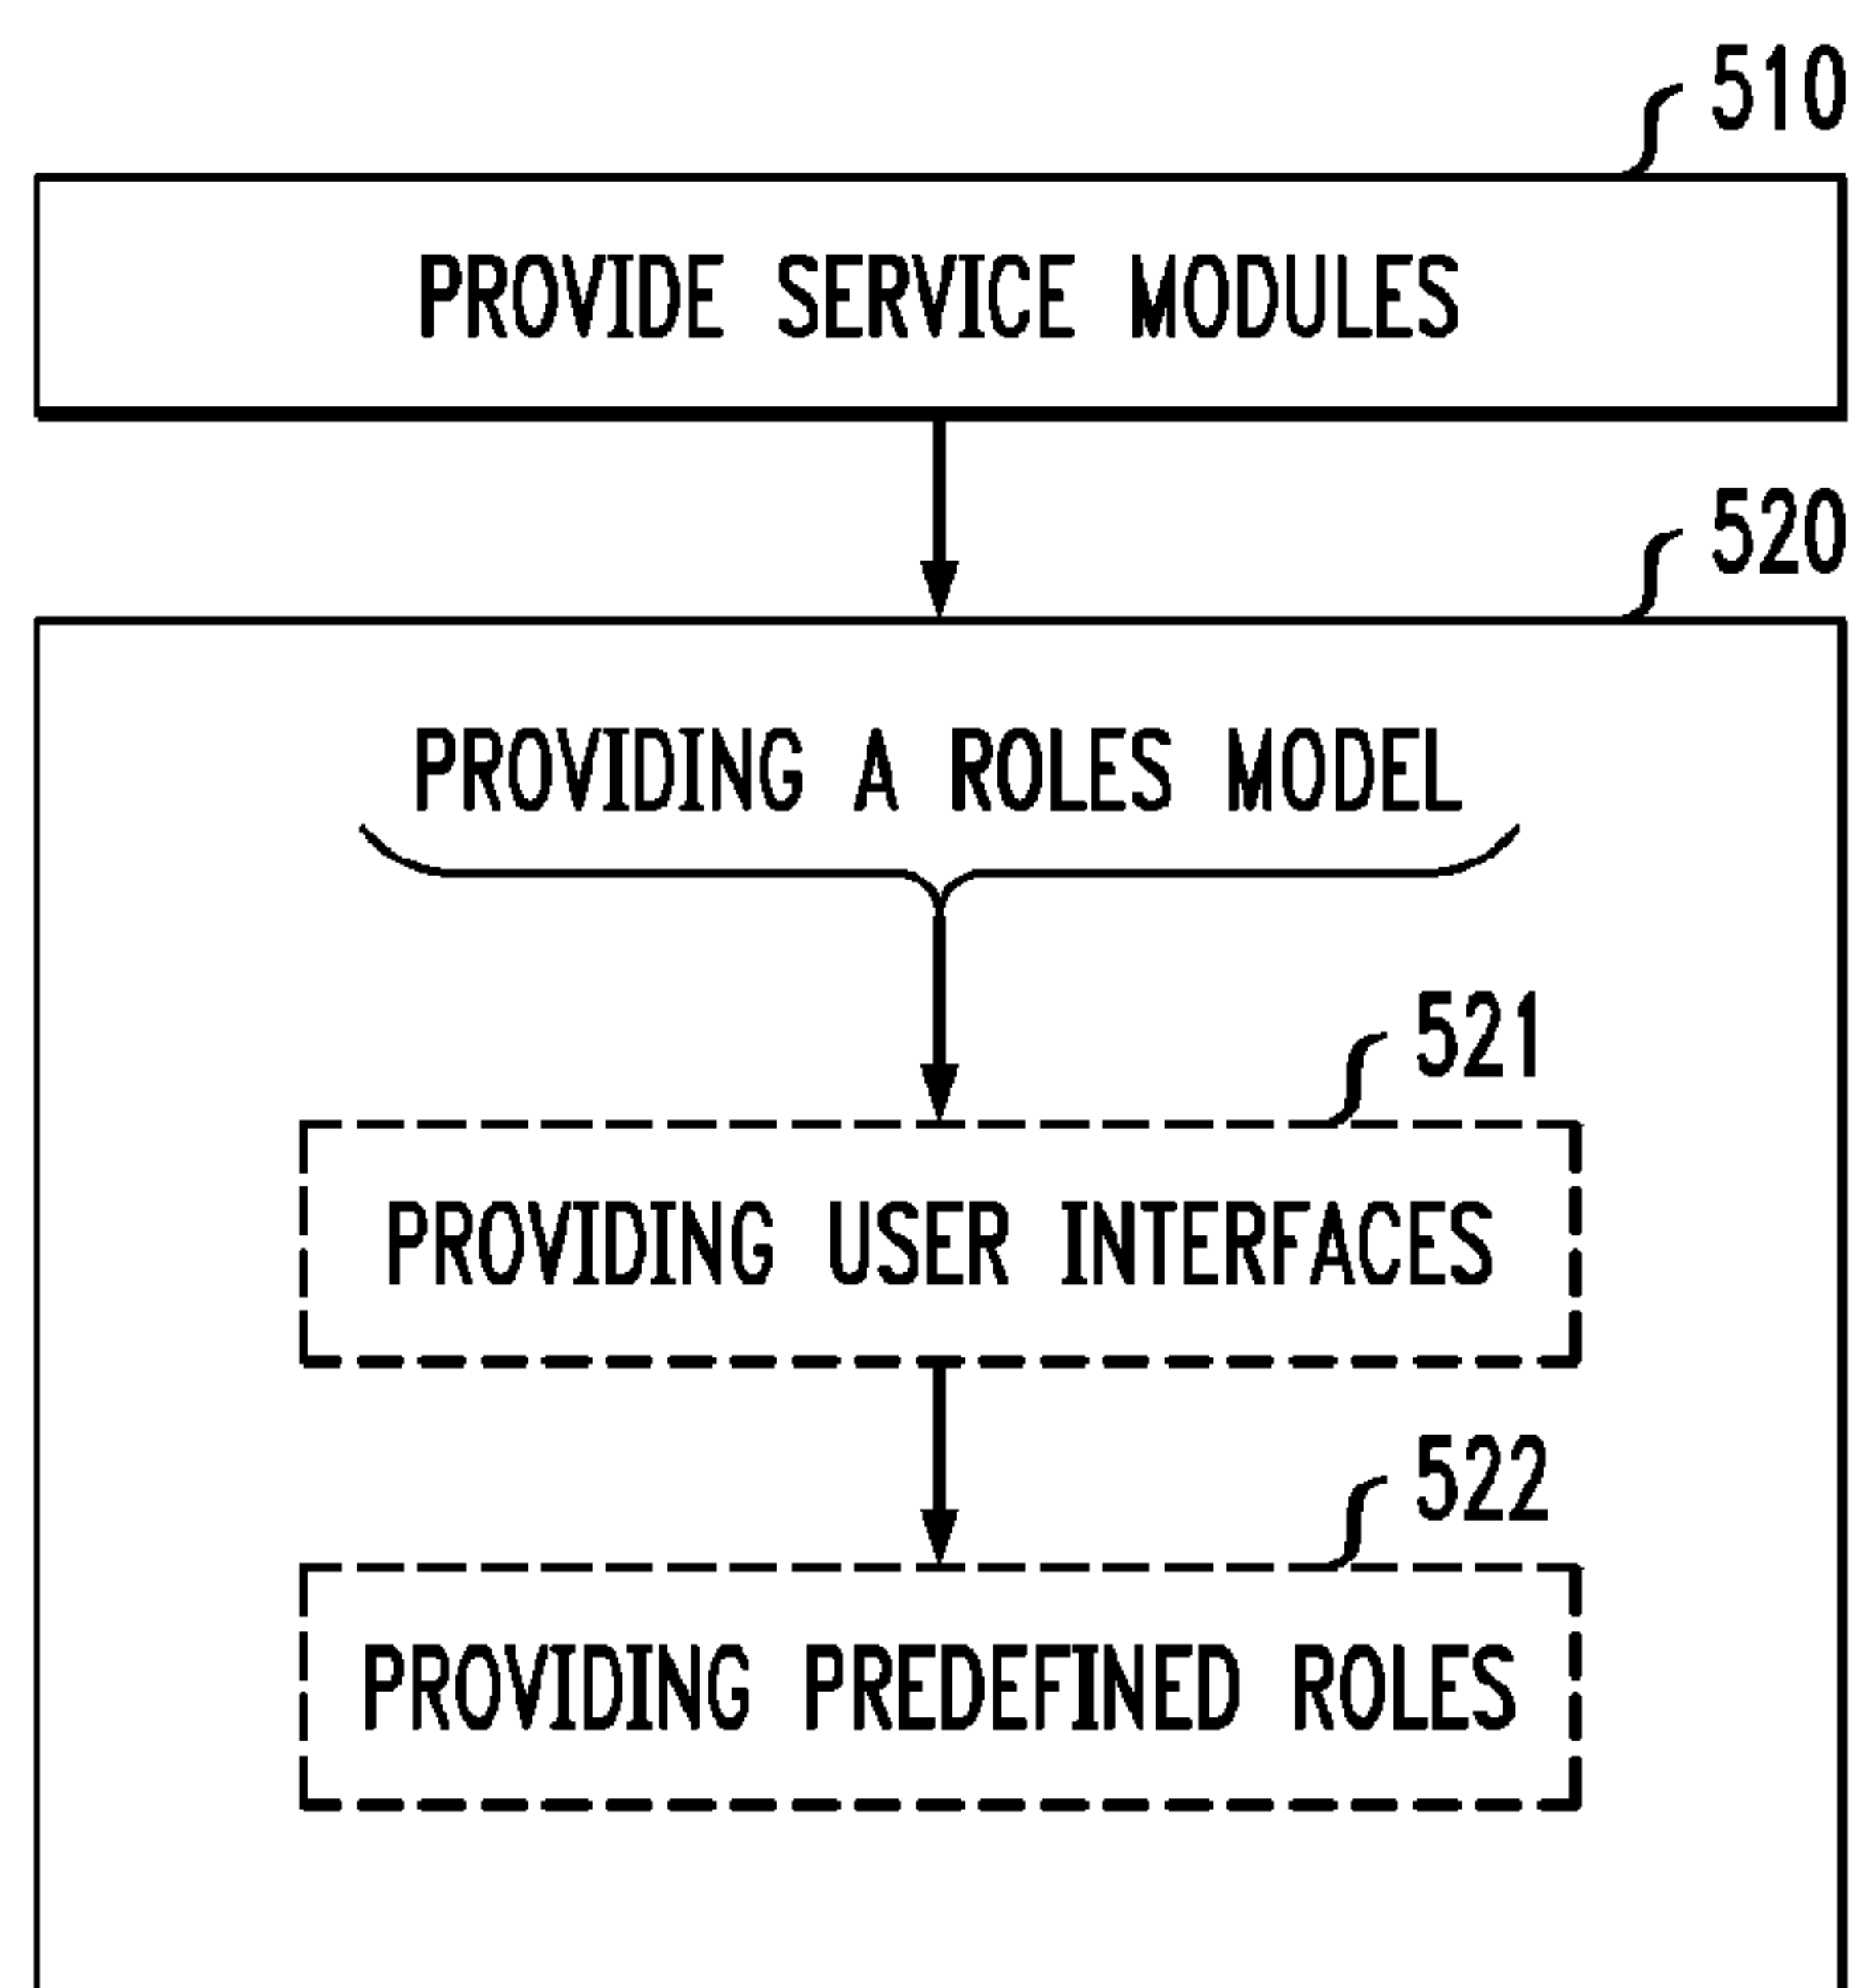 510
PROVIDE SERVICE MODULES
520
PROVIDING A ROLES MODEL
521
PROVIDING USER INTERFACES
522
PROVIDING PREDEFINED ROLES